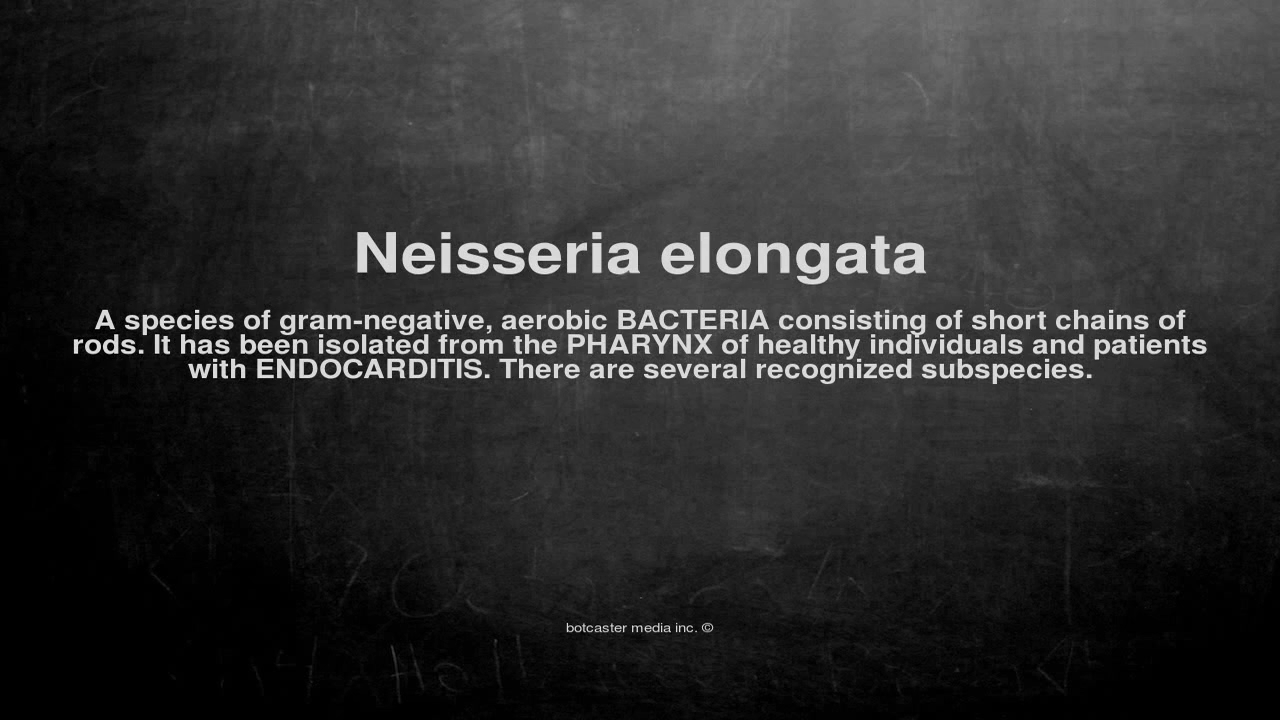 Neisseria elongata
A species of gram-negative, aerobic BACTERIA consisting of short chains of
rods. It has been isolated from the PHARYNX of healthy individuals and patients
with ENDOCARDITIS. There are several recognized subspecies.
botcaster media inc. ©